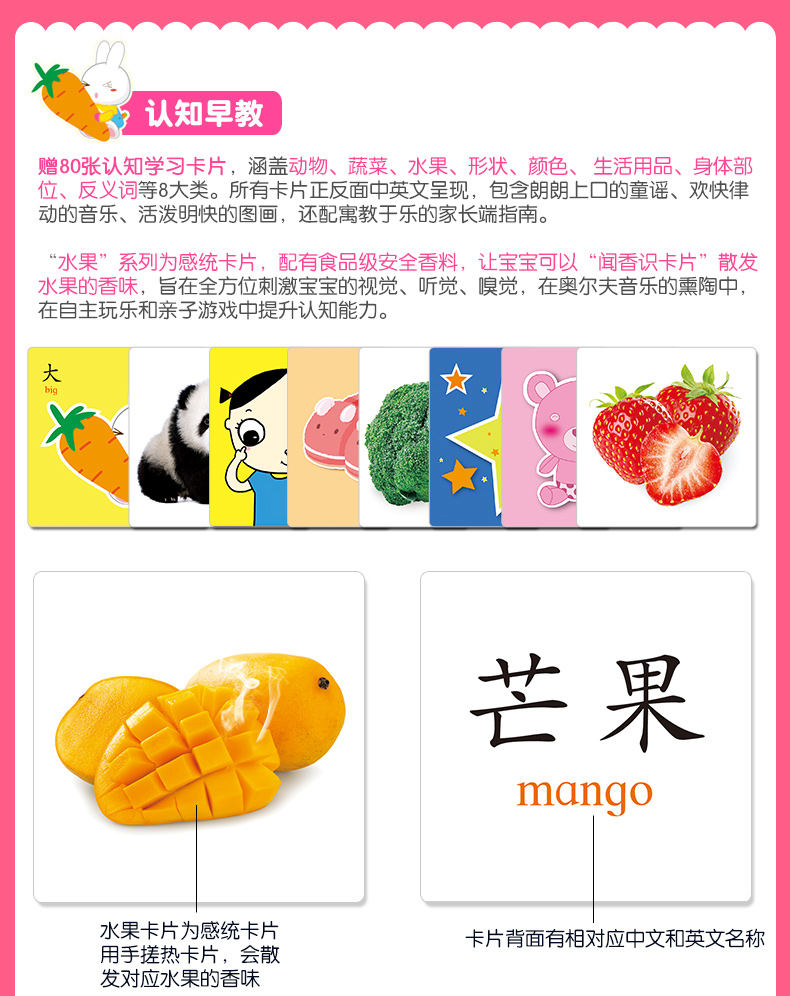 认知早教
赠80张认知学习卡片，涵盖动物、蔬菜、水果、形状、颜色、 生活用品、身体部
位、反义词等8大类。所有卡片正反面中英文呈现，包含朗朗上口的童谣、欢快律
动的音乐、活泼明快的图画，还配寓教于乐的家长端指南。
“水果”系列为感统卡片，配有食品级安全香料，让宝宝可以“闻香识卡片”散发
水果的香味，旨在全方位刺激宝宝的视觉、听觉、嗅觉，在奥尔夫音乐的熏陶中，
在自主玩乐和亲子游戏中提升认知能力。
大
big
芒果
mango
水果卡片为感统卡片
用手搓热卡片，会散
发对应水果的香味
卡片背面有相对应中文和英文名称